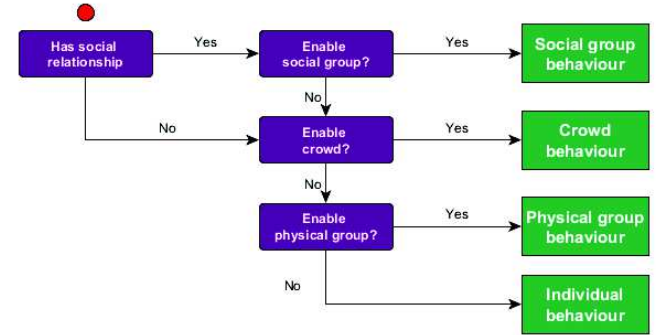 Has social
relationship
Yes
Enable
social group?
Yes
Social group
behaviour
No
No
Enable
crowd?
Yes
Crowd
behaviour
No
Enable
physical group?
Yes
Physical group
behaviour
No
Individual
behaviour